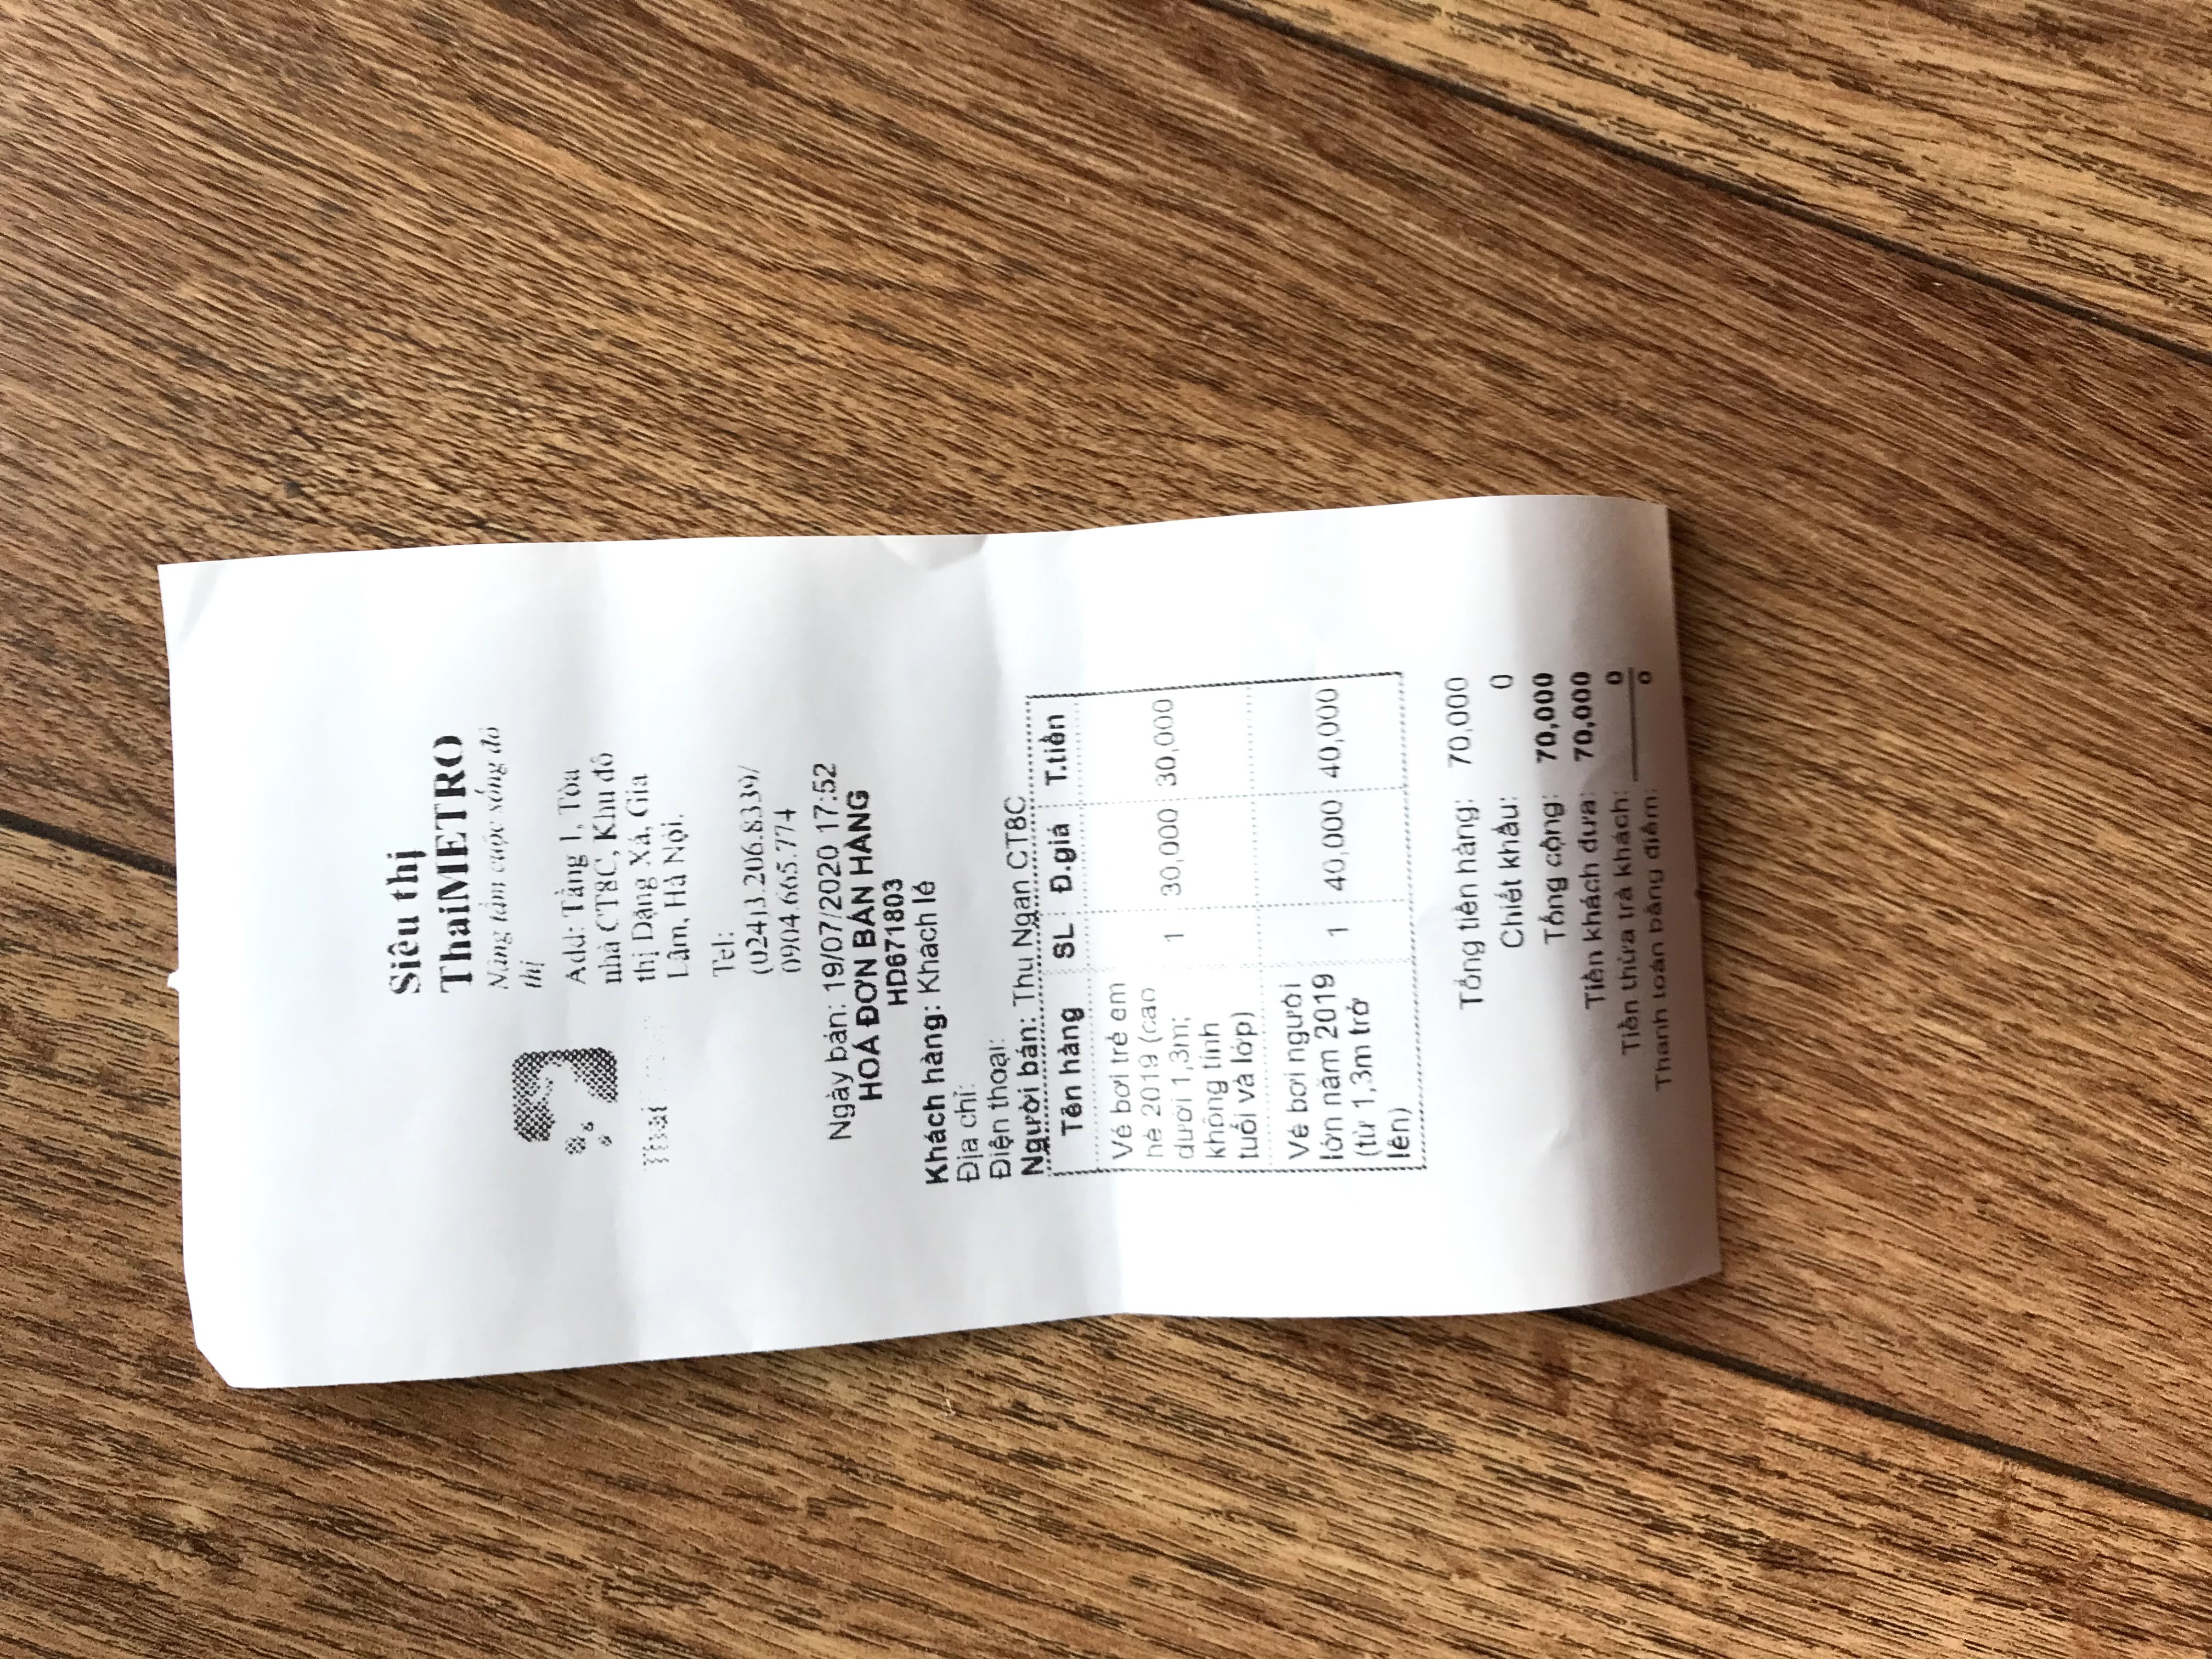 Siêu thị
ThaiMETRO
Nâng tầm cuộc sống đô
thị
Add: Tầng 1, Tòa
nhà CT8C, Khu đô
thị Dặng Xá, Gia
Lâm, Hà Nội.
Tel:
(024)3.206.8339/
0904.665.774
Thai
Ngày bán: 19/07/2020 17:52
HOÁ ĐƠN BÁN HÀNG
HD6671803
Khách hàng: Khách lẻ
Địa chỉ:
Điện thoại:
Người bán: Thu Ngan CT8C
Tên hàng SL Đ.giá T.tiền
Vé bơi trẻ em
hè 2019 (cao
dưới 1,3m; 1 30,000 30,000
không tính
tuổi và lớp)
Vé bơi người
lớn năm 2019 1 40,000 40,000
(từ 1,3m trở
lên)
Tổng tiền hàng: 70,000
Chiết khấu: 0
Tổng cộng: 70,000
Tiền khách đưa: 70,000
Tiền thừa trả khách: 0
Thanh toán bằng điểm: 0